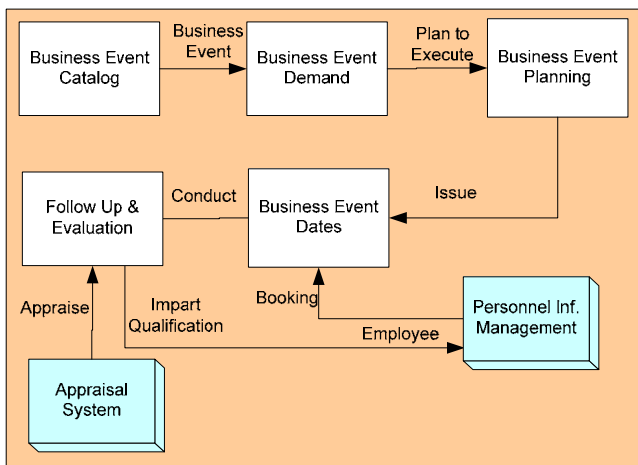 Business Event
Catalog
Business
Event
Business Event
Demand
Plan to
Execute
Business Event
Planning
Follow Up &
Evaluation
Conduct
Business Event
Dates
Issue
Appraise
Impart
Qualification
Booking
Employee
Personnel Inf.
Management
Appraisal
System